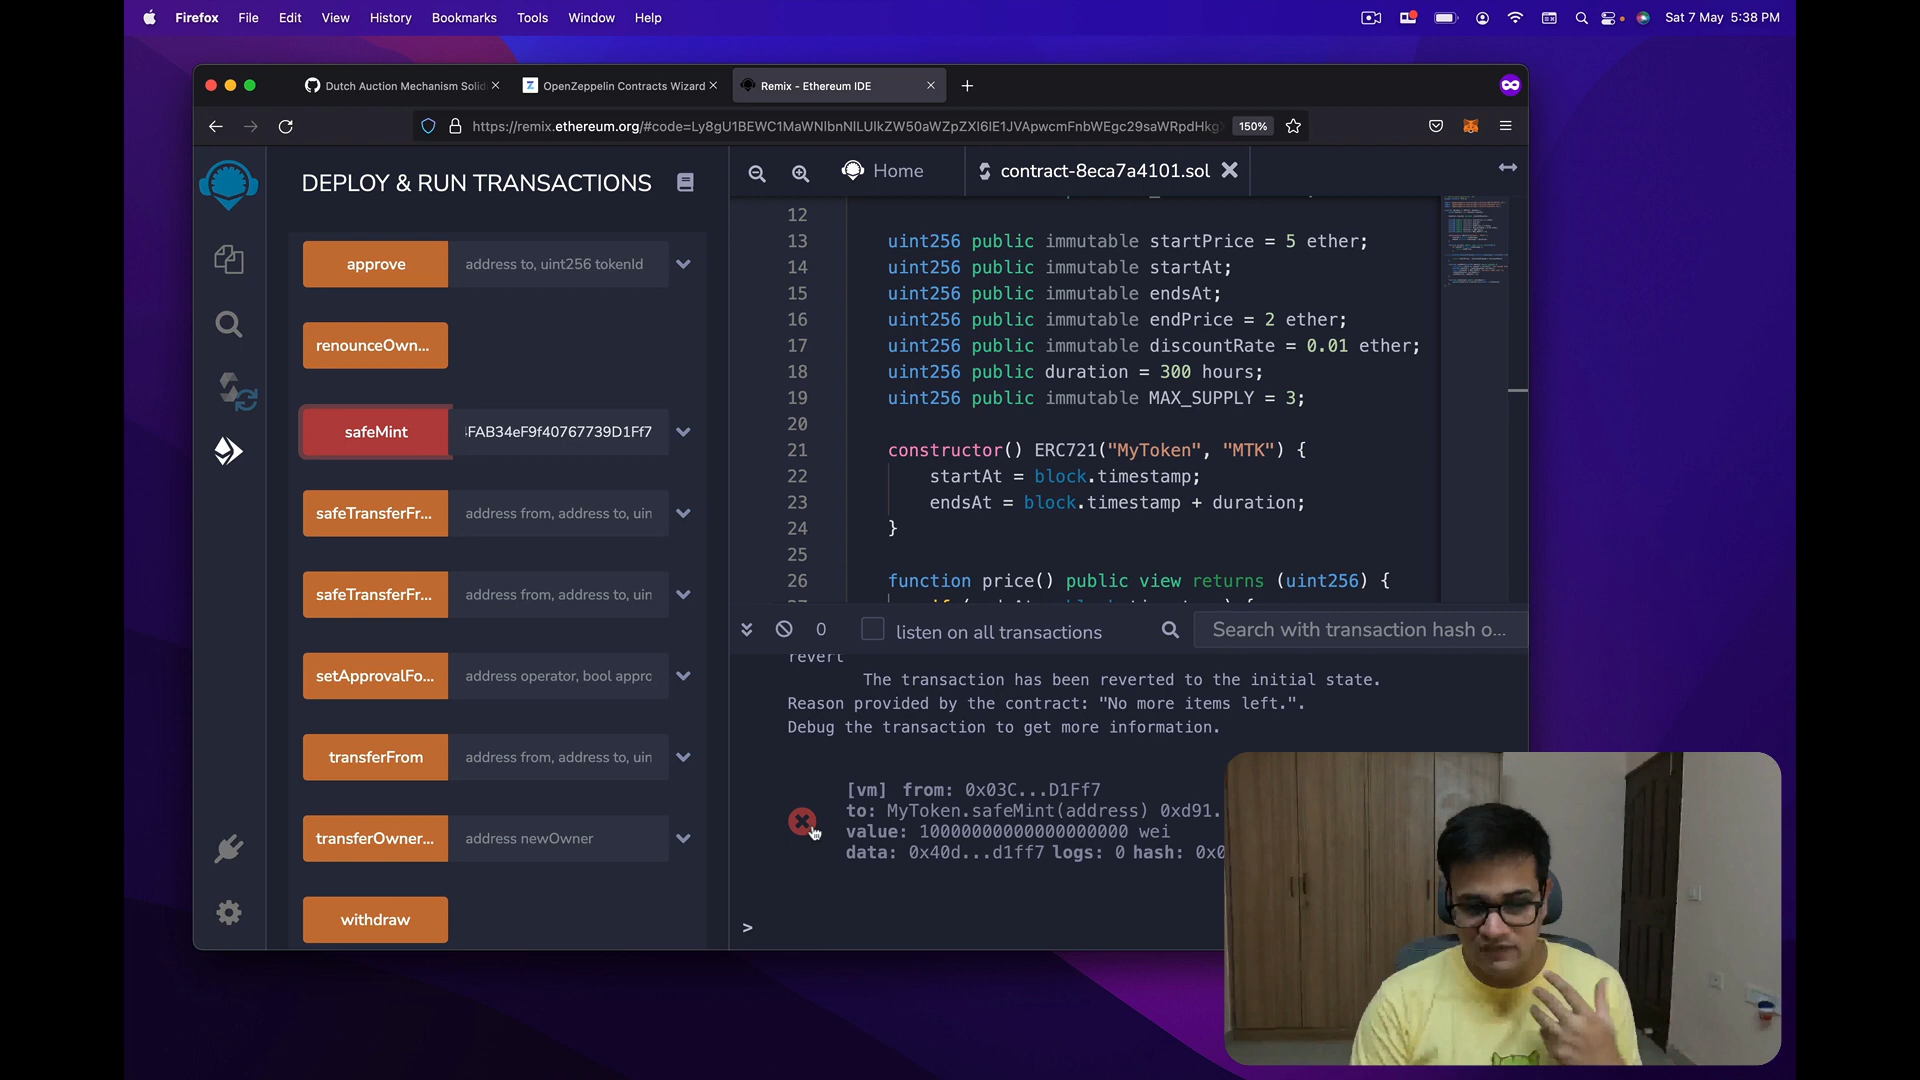 Firefox File Edit View History Bookmarks Tools Window Help
Sat 7 May 5:38 PM
Dutch Auction Mechanism Solid
OpenZeppelin Contracts Wizard
Remix - Ethereum IDE
https://remix.ethereum.org/#code=Ly8gU1BEWC1MaWNlbnNlLUlkZW50aWZpZXI6IE1JVApwcmFnbWEgc29saWRpdHkg
150%
DEPLOY & RUN TRANSACTIONS
Home
contract-8eca7a4101.sol
approve
address to, uint256 tokenId
renounceOwn...
safeMint
FAB34eF9f40767739D1Ff7
safeTransferFr...
address from, address to, uin
safeTransferFr...
address from, address to, uin
setApprovalFo...
address operator, bool appro
transferFrom
address from, address to, uin
transferOwner...
address newOwner
withdraw
12
13 uint256 public immutable startPrice = 5 ether;
14 uint256 public immutable startAt;
15 uint256 public immutable endsAt;
16 uint256 public immutable endPrice = 2 ether;
17 uint256 public immutable discountRate = 0.01 ether;
18 uint256 public duration = 300 hours;
19 uint256 public immutable MAX_SUPPLY = 3;
20
21 constructor() ERC721("MyToken", "MTK") {
22 startAt = block.timestamp;
23 endsAt = block.timestamp + duration;
24 }
25
26 function price() public view returns (uint256) {
0
listen on all transactions
Search with transaction hash o...
revert
The transaction has been reverted to the initial state.
Reason provided by the contract: "No more items left.".
Debug the transaction to get more information.
[vm] from: 0x03C...D1Ff7
to: MyToken.safeMint(address) 0xd91.
value: 10000000000000000000 wei
data: 0x40d...d1ff7 logs: 0 hash: 0x0
>